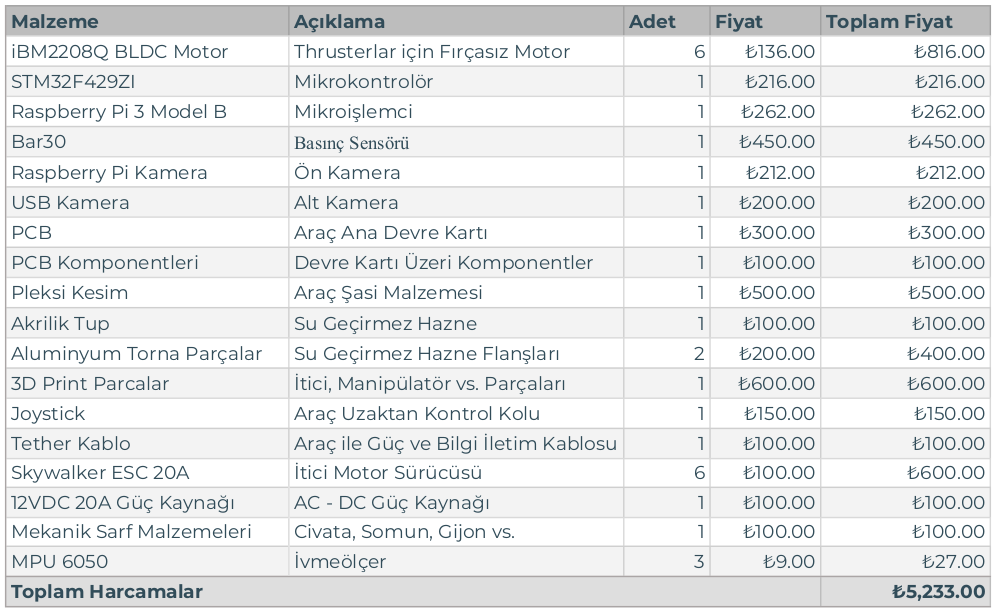 Malzeme Açıklama Adet Fiyat Toplam Fiyat
iBM2208Q BLDC Motor Thrusterlar için Fırçasız Motor 6 ₺136.00 ₺816.00
STM32F429ZI Mikrokontrolör 1 ₺216.00 ₺216.00
Raspberry Pi 3 Model B Mikroişlemci 1 ₺262.00 ₺262.00
Bar30 Basınç Sensörü 1 ₺450.00 ₺450.00
Raspberry Pi Kamera Ön Kamera 1 ₺212.00 ₺212.00
USB Kamera Alt Kamera 1 ₺200.00 ₺200.00
PCB Araç Ana Devre Kartı 1 ₺300.00 ₺300.00
PCB Komponentleri Devre Kartı Üzeri Komponentler 1 ₺100.00 ₺100.00
Pleksi Kesim Araç Şasi Malzemesi 1 ₺500.00 ₺500.00
Akrilik Tup Su Geçirmez Hazne 1 ₺100.00 ₺100.00
Aluminyum Torna Parçalar Su Geçirmez Hazne Flanşları 2 ₺200.00 ₺400.00
3D Print Parcalar İtici, Manipülatör vs. Parçaları 1 ₺600.00 ₺600.00
Joystick Araç Uzaktan Kontrol Kolu 1 ₺150.00 ₺150.00
Tether Kablo Araç ile Güç ve Bilgi İletim Kablosu 1 ₺100.00 ₺100.00
Skywalker ESC 20A İtici Motor Sürücüsü 6 ₺100.00 ₺600.00
12VDC 20A Güç Kaynağı AC - DC Güç Kaynağı 1 ₺100.00 ₺100.00
Mekanik Sarf Malzemeleri Civata, Somun, Gijon vs. 1 ₺100.00 ₺100.00
MPU 6050 İvmeölçer 3 ₺9.00 ₺27.00
Toplam Harcamalar ₺5,233.00